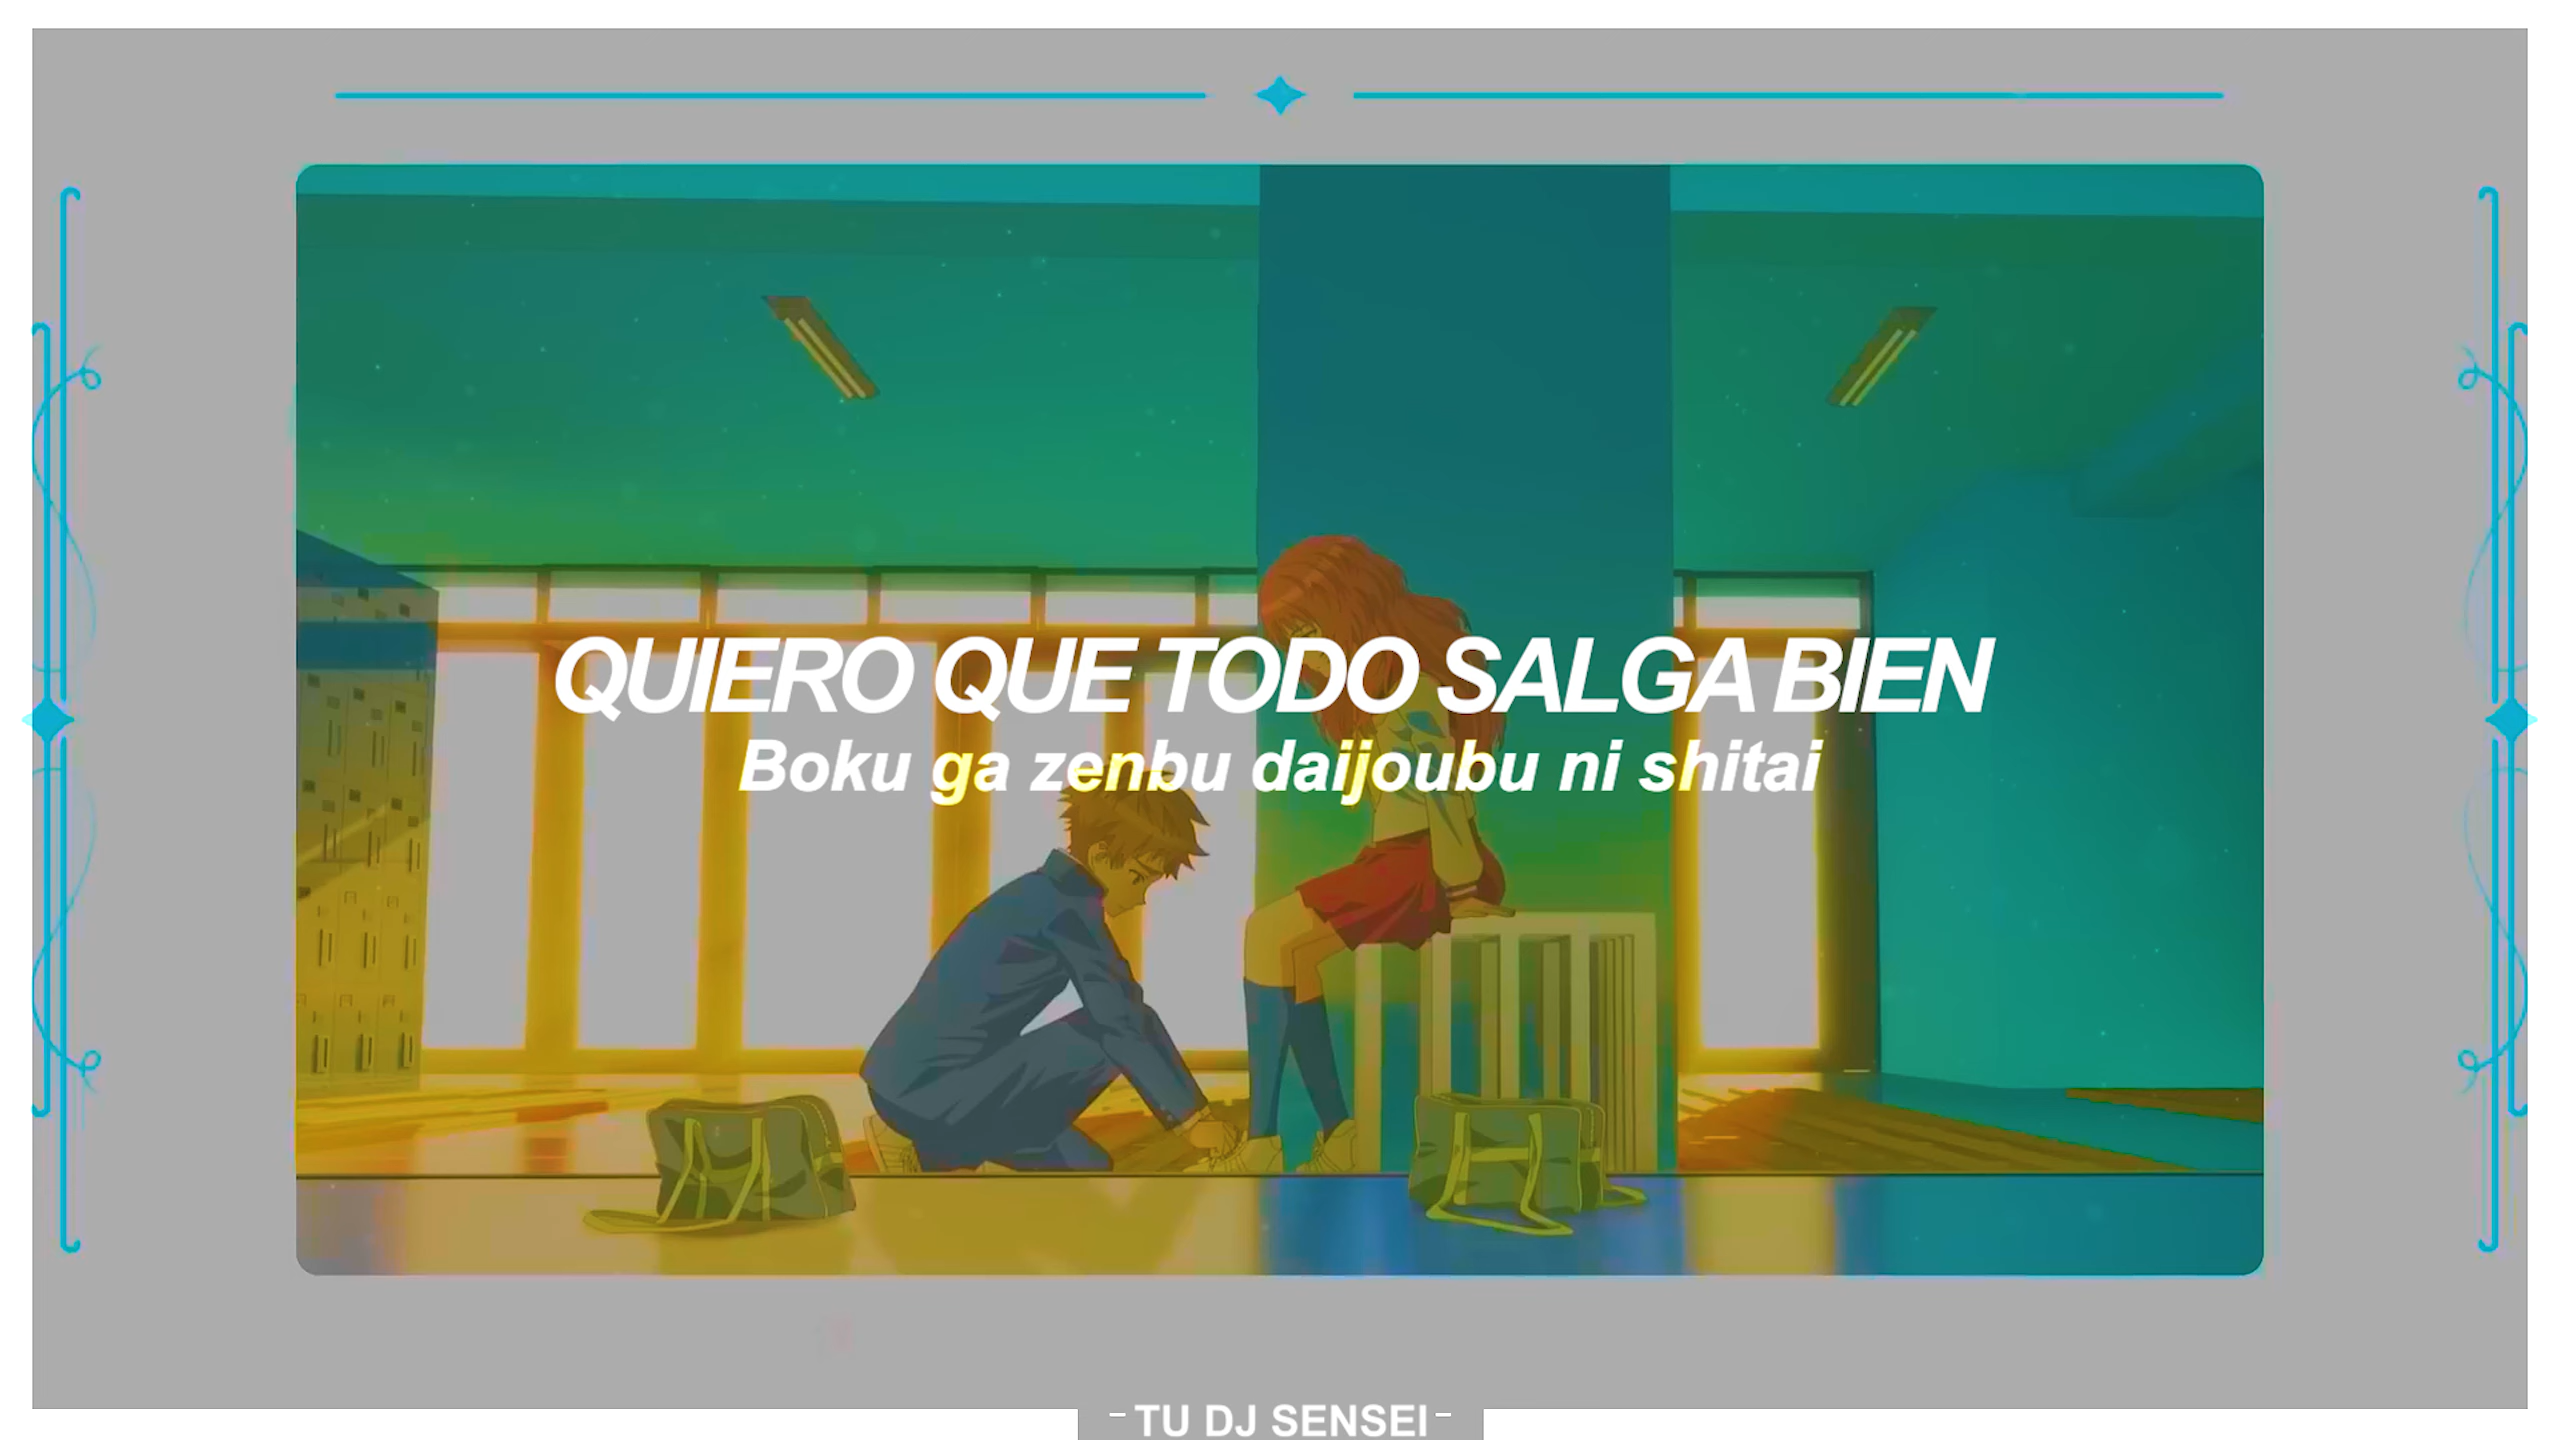 QUIERO QUE TODO SALGA BIEN
Boku ga zenbu daijoubu ni shitai
- TU DJ SENSEI -